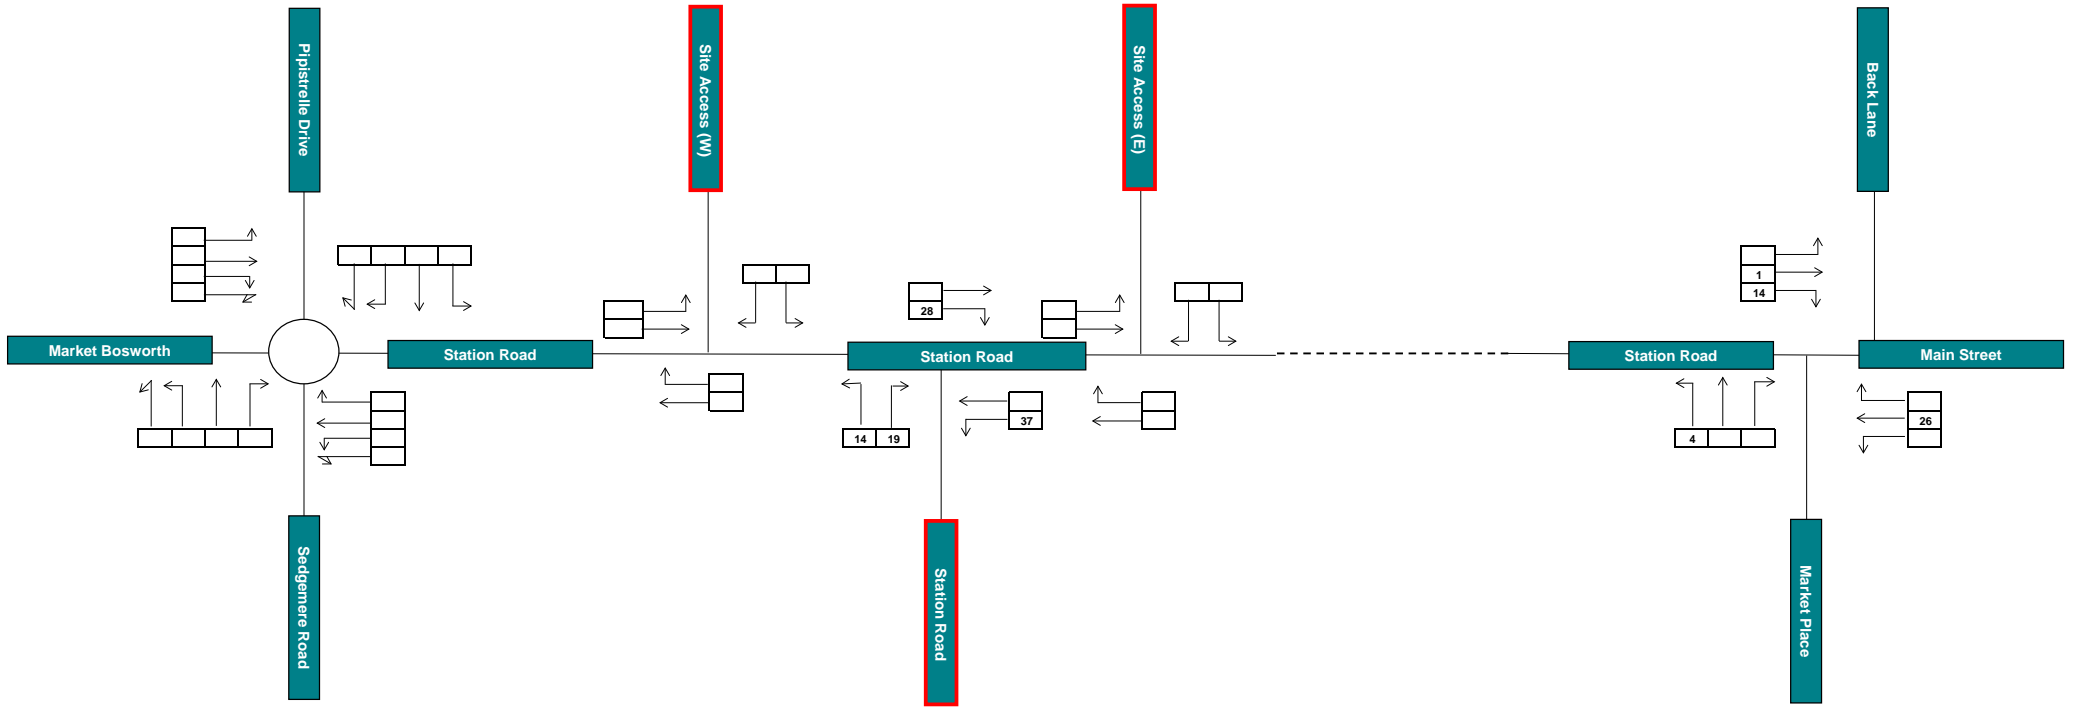 Pipistrelle Drive
Site Access (W)
Site Access (E)
Back Lane
1
14
28
Market Bosworth
Station Road
Station Road
Station Road
Main Street
14 19
37
4
26
Sedgemere Road
Station Road
Market Place